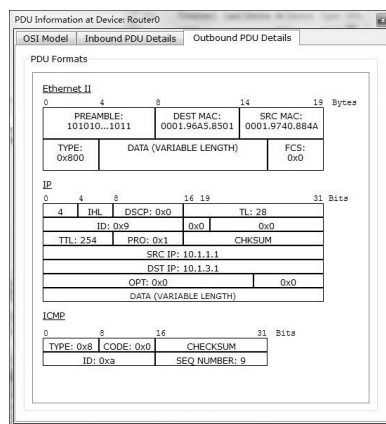 PDU Information at Device: Router0
OSI Model Inbound PDU Details Outbound PDU Details
PDU Formats
Ethernet II
0 4 8 14 19 Bytes
PREAMBLE: 101010...1011 DEST MAC: 0001.96A5.8501 SRC MAC: 0001.9740.884A
TYPE: 0x800 DATA (VARIABLE LENGTH) FCS: 0x0
IP
0 4 8 16 19 31 Bits
4 IHL DSCP: 0x0 TL: 28
ID: 0x9 0x0 0x0
TTL: 254 PRO: 0x1 CHKSUM
SRC IP: 10.1.1.1
DST IP: 10.1.3.1
OPT: 0x0 0x0
DATA (VARIABLE LENGTH)
ICMP
0 8 16 31 Bits
TYPE: 0x8 CODE: 0x0 CHECKSUM
ID: 0xa SEQ NUMBER: 9